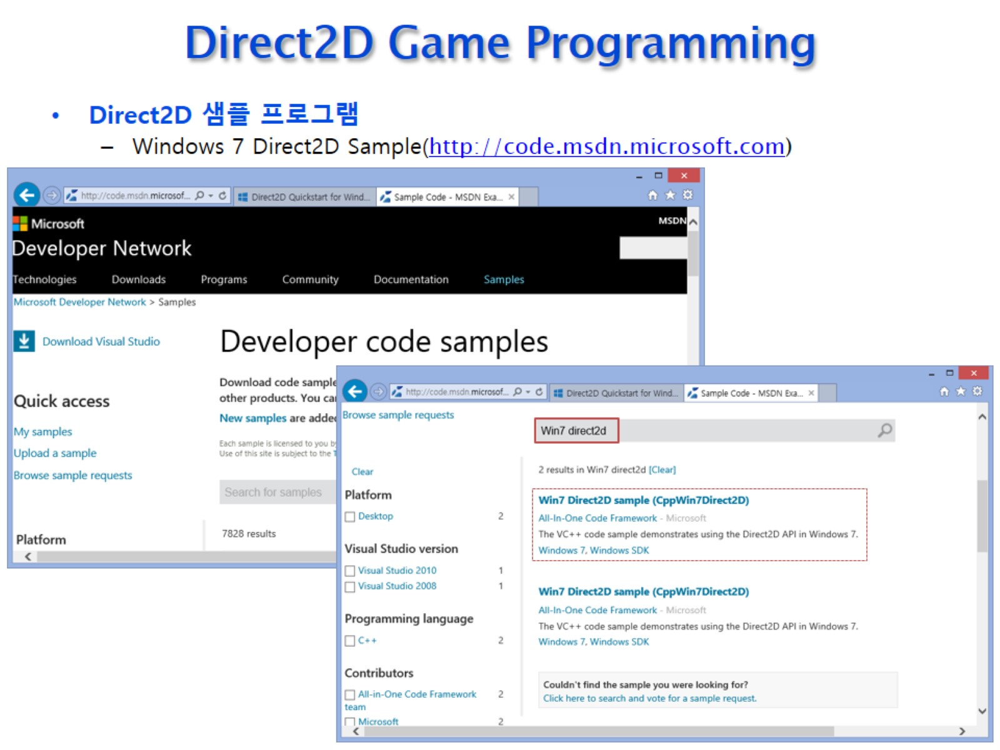 Direct2D Game Programming
• Direct2D 샘플 프로그램
– Windows 7 Direct2D Sample(http://code.msdn.microsoft.com)
http://code.msdn.microsof...
Direct2D Quickstart for Wind...
Sample Code - MSDN Exa...
Microsoft
MSDN
Developer Network
Technologies Downloads Programs Community Documentation Samples
Microsoft Developer Network > Samples
Download Visual Studio
Developer code samples
Download code sample
other products. You
New samples are added
Each sample is licensed to you by
Use of this site is subject to the
Quick access
My samples
Upload a sample
Browse sample requests
Search for samples
Platform
7828 results
http://code.msdn.microsof...
Direct2D Quickstart for Wind...
Sample Code - MSDN Exa...
Browse sample requests
Win7 direct2d
Clear
Platform
Desktop 2
Visual Studio version
Visual Studio 2010 1
Visual Studio 2008 1
Programming language
C++ 2
Contributors
All-in-One Code Framework 2
team
Microsoft 2
2 results in Win7 direct2d [Clear]
Win7 Direct2D sample (CppWin7Direct2D)
All-In-One Code Framework - Microsoft
The VC++ code sample demonstrates using the Direct2D API in Windows 7.
Windows 7, Windows SDK
Win7 Direct2D sample (CppWin7Direct2D)
All-In-One Code Framework - Microsoft
The VC++ code sample demonstrates using the Direct2D API in Windows 7.
Windows 7, Windows SDK
Couldn't find the sample you were looking for?
Click here to search and vote for a sample request.